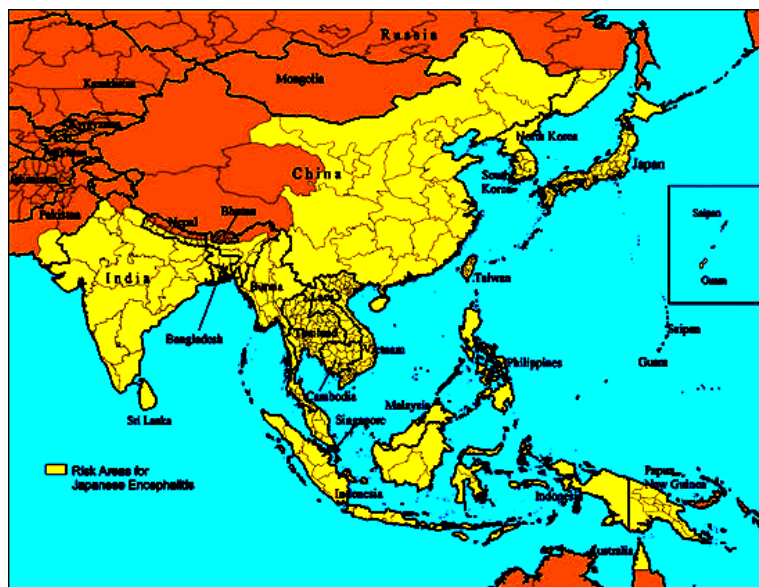 Russia
Kazakhstan
Mongolia
North Korea
South
Korea
Japan
China
Pakistan
Nepal
Bhutan
India
Burma
Laos
Taiwan
Bangladesh
Thailand
Vietnam
Philippines
Cambodia
Malaysia
Singapore
Sri Lanka
Saipan
Guam
Saipan
Guam
Risk Areas for
Japanese Encephalitis
Indonesia
Papua
New Guinea
Australia